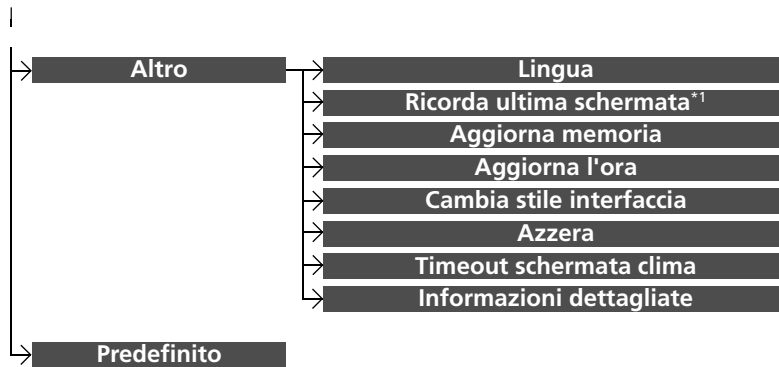 Altro
Lingua
Ricorda ultima schermata*1
Aggiorna memoria
Aggiorna l'ora
Cambia stile interfaccia
Azzera
Timeout schermata clima
Informazioni dettagliate
Predefinito